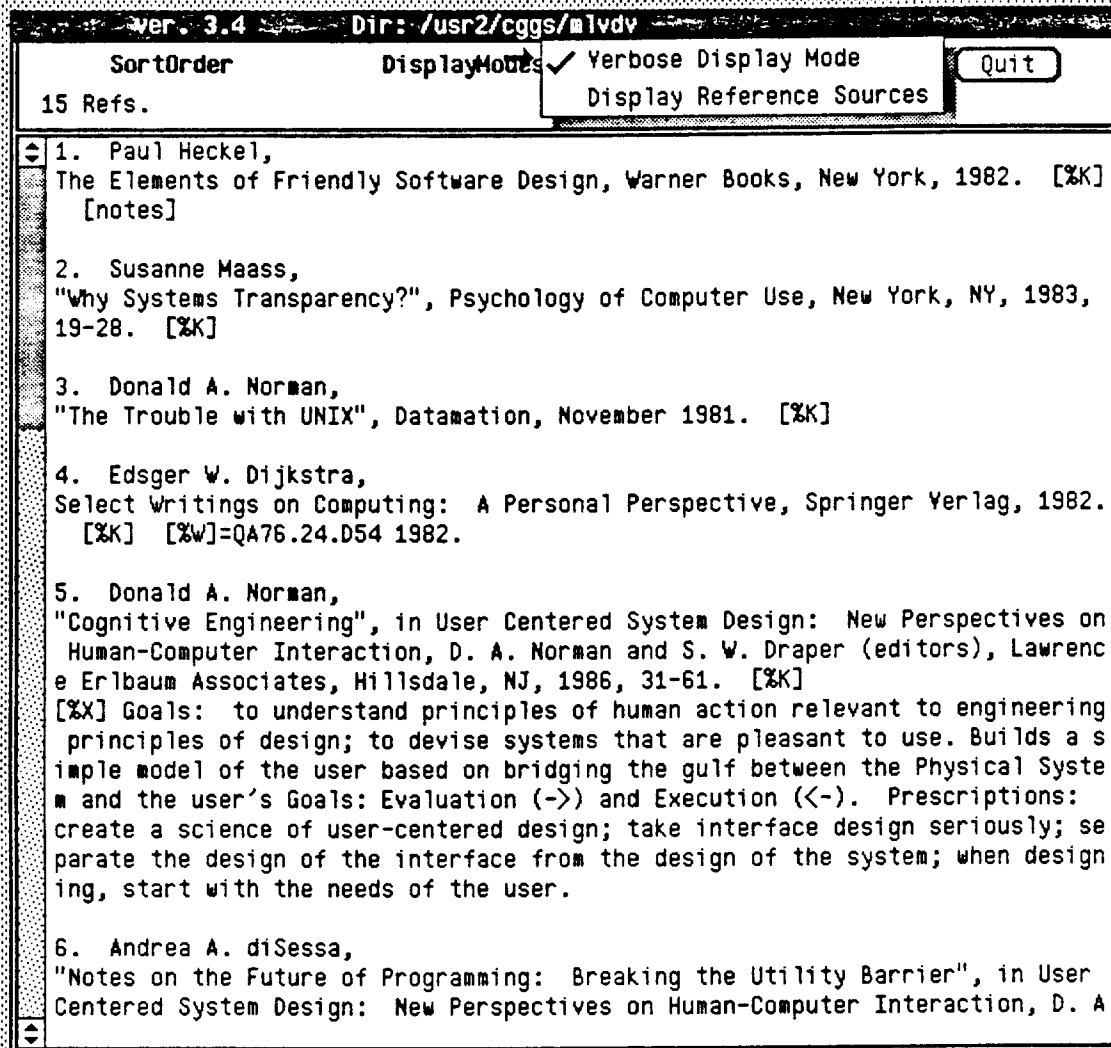 ver. 3.4 Dir: /usr2/cggs/mlvdv
SortOrder DisplayModes ✓ Verbose Display Mode Quit
Display Reference Sources
15 Refs.
1. Paul Heckel,
The Elements of Friendly Software Design, Warner Books, New York, 1982. [%K]
[notes]
2. Susanne Maass,
"Why Systems Transparency?", Psychology of Computer Use, New York, NY, 1983,
19-28. [%K]
3. Donald A. Norman,
"The Trouble with UNIX", Datamation, November 1981. [%K]
4. Edsger W. Dijkstra,
Select Writings on Computing: A Personal Perspective, Springer Verlag, 1982.
[%K] [%W]=QA76.24.D54 1982.
5. Donald A. Norman,
"Cognitive Engineering", in User Centered System Design: New Perspectives on
Human-Computer Interaction, D. A. Norman and S. W. Draper (editors), Lawrenc
e Erlbaum Associates, Hillsdale, NJ, 1986, 31-61. [%K]
[%X] Goals: to understand principles of human action relevant to engineering
principles of design; to devise systems that are pleasant to use. Builds a s
imple model of the user based on bridging the gulf between the Physical Syste
m and the user's Goals: Evaluation (->) and Execution (<-). Prescriptions:
create a science of user-centered design; take interface design seriously; se
parate the design of the interface from the design of the system; when design
ing, start with the needs of the user.
6. Andrea A. diSessa,
"Notes on the Future of Programming: Breaking the Utility Barrier", in User
Centered System Design: New Perspectives on Human-Computer Interaction, D. A